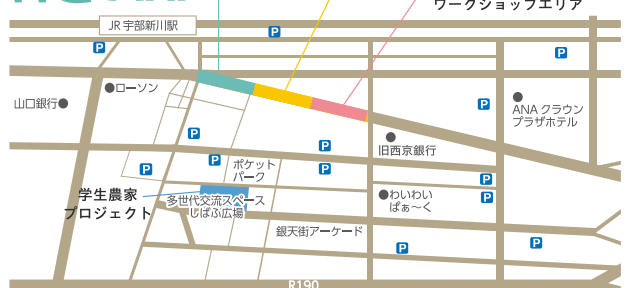 ワークショップエリア
JR 宇部新川駅
P
P
P
ローソン
山口銀行
P
ANA クラウン
プラザホテル
P
P
旧西京銀行
P
P
P
ポケット
パーク
P
学生農家
プロジェクト
多世代交流スペース
しばふ広場
P
わいわい
ぱぁ〜く
銀天街アーケード
P
P
R190